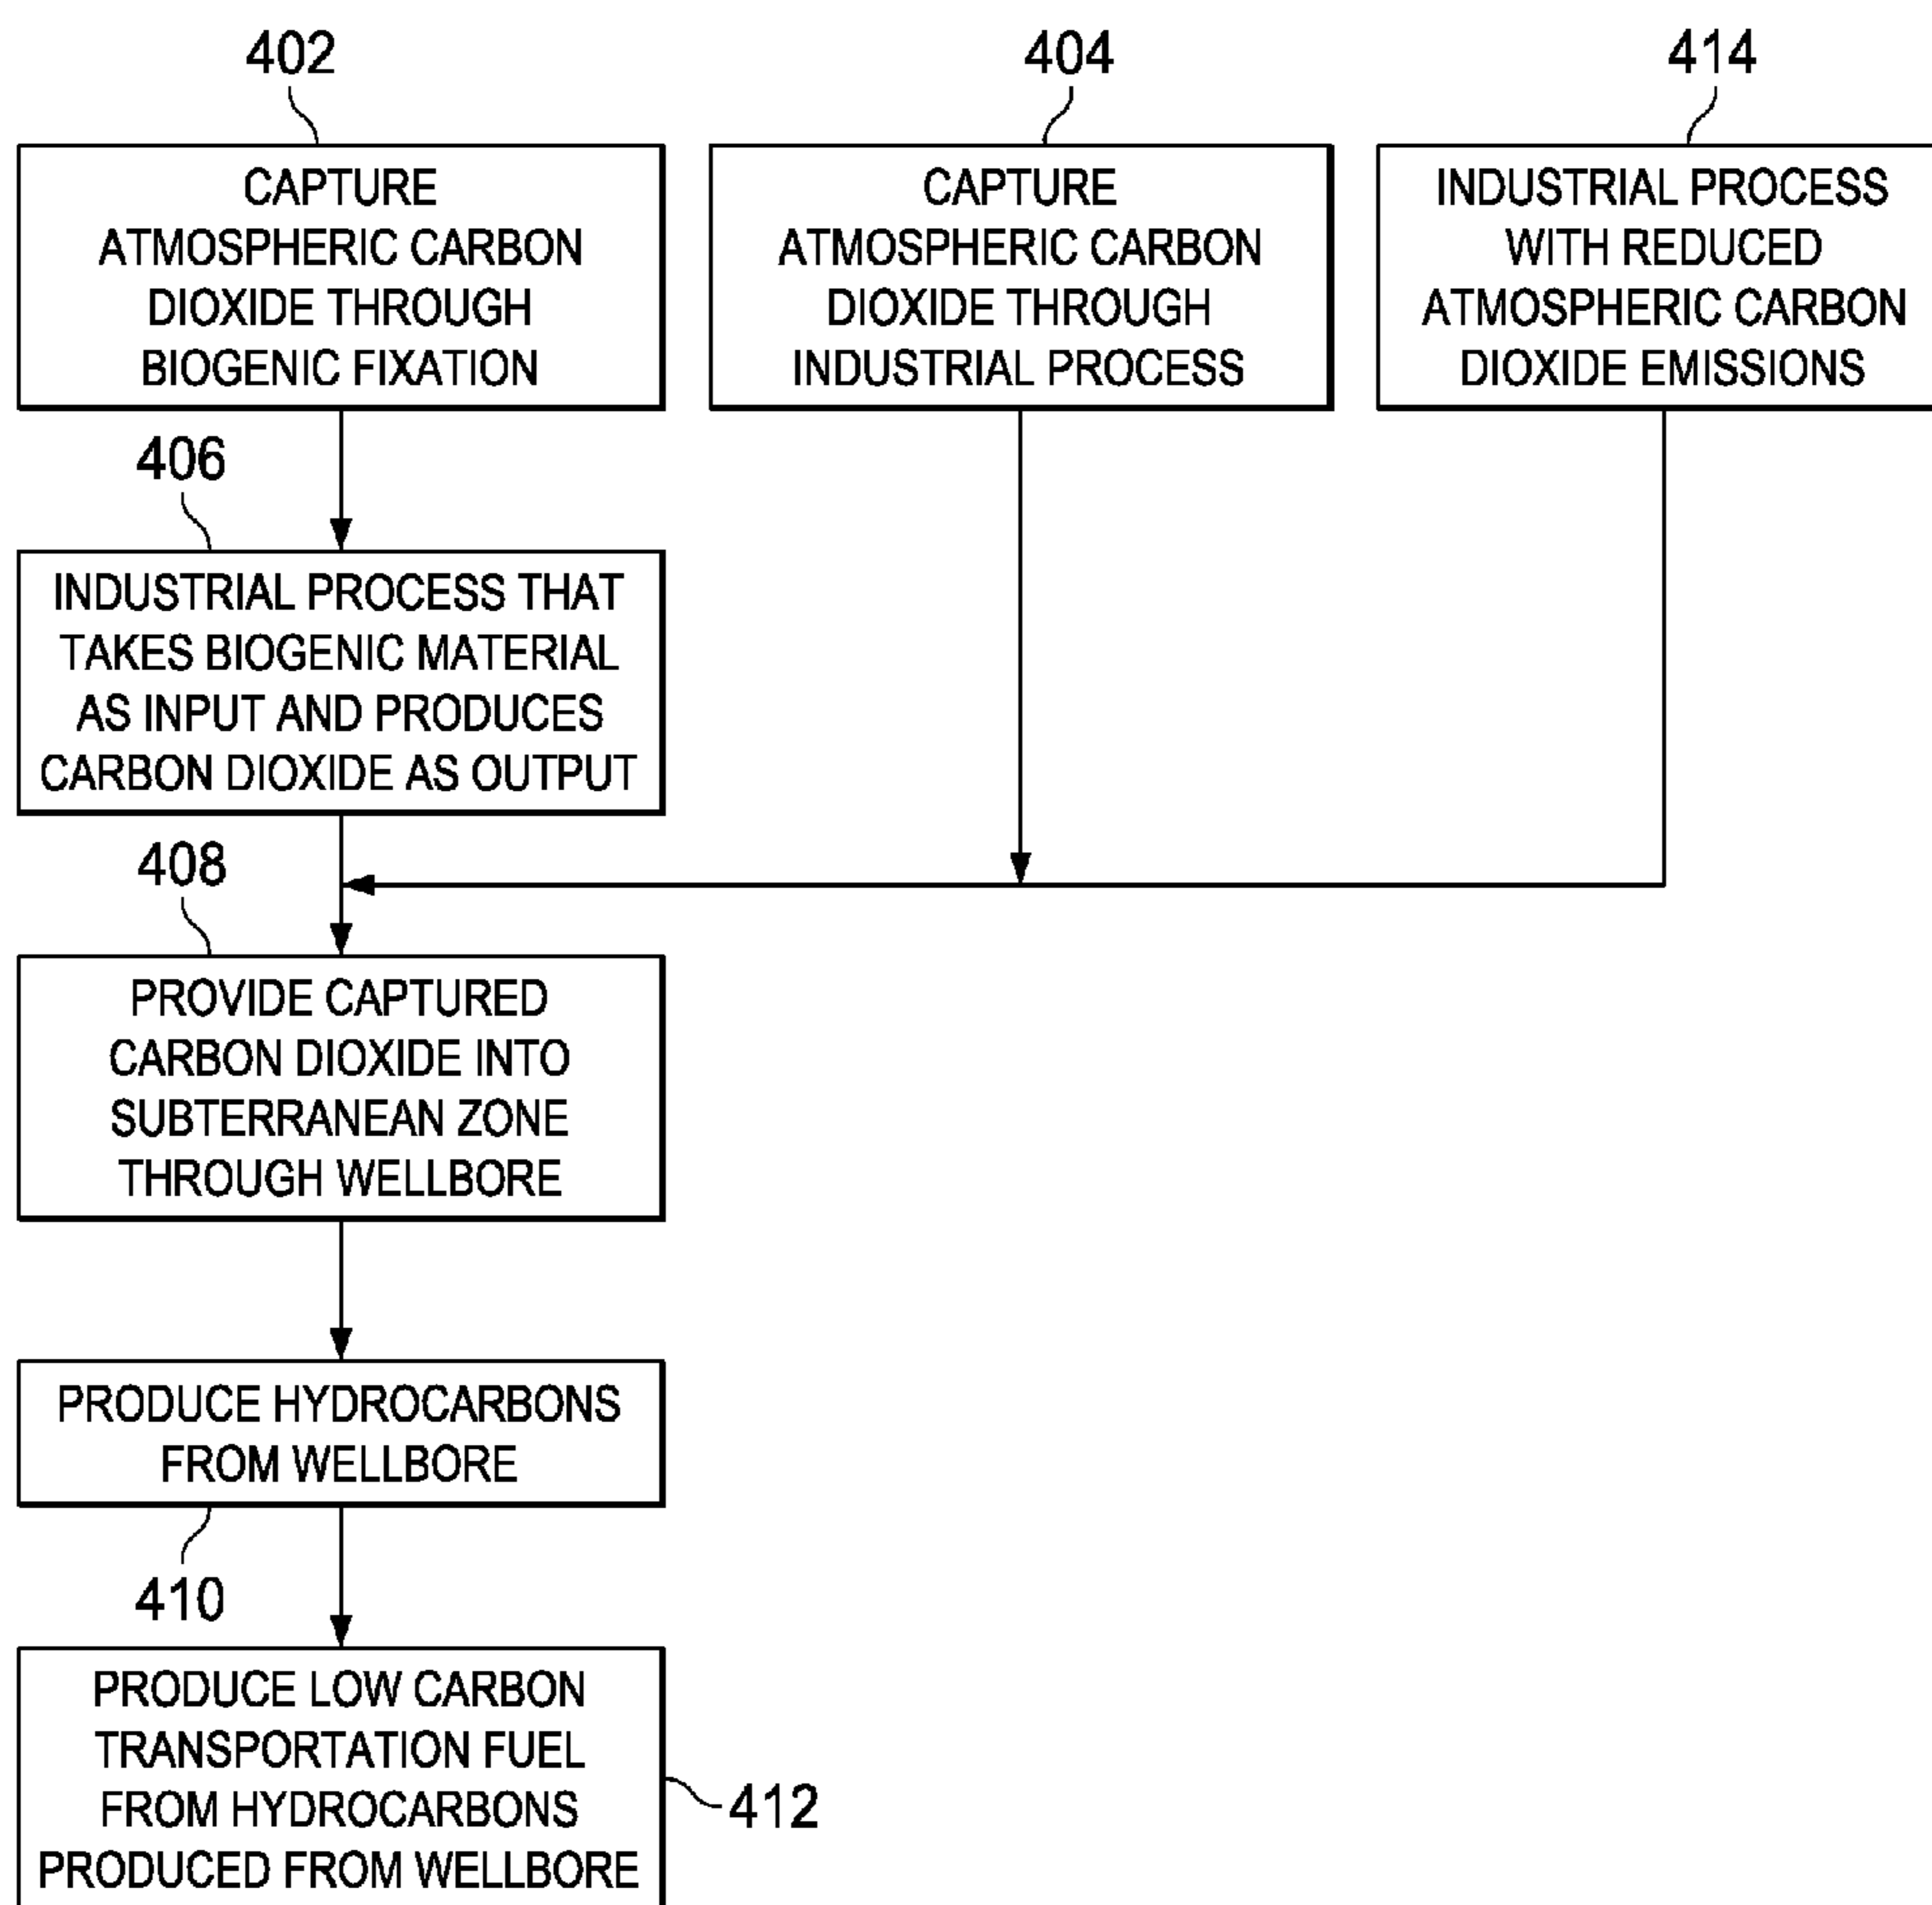 402
CAPTURE
ATMOSPHERIC CARBON
DIOXIDE THROUGH
BIOGENIC FIXATION
404
CAPTURE
ATMOSPHERIC CARBON
DIOXIDE THROUGH
INDUSTRIAL PROCESS
414
INDUSTRIAL PROCESS
WITH REDUCED
ATMOSPHERIC CARBON
DIOXIDE EMISSIONS
406
INDUSTRIAL PROCESS THAT
TAKES BIOGENIC MATERIAL
AS INPUT AND PRODUCES
CARBON DIOXIDE AS OUTPUT
408
PROVIDE CAPTURED
CARBON DIOXIDE INTO
SUBTERRANEAN ZONE
THROUGH WELLBORE
PRODUCE HYDROCARBONS
FROM WELLBORE
410
PRODUCE LOW CARBON
TRANSPORTATION FUEL
FROM HYDROCARBONS
PRODUCED FROM WELLBORE
412